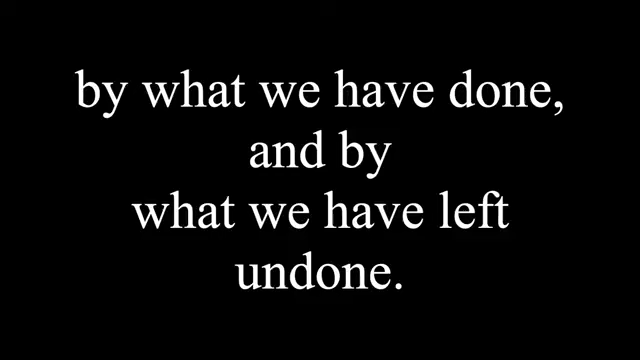 by what we have done,
and by
what we have left
undone.